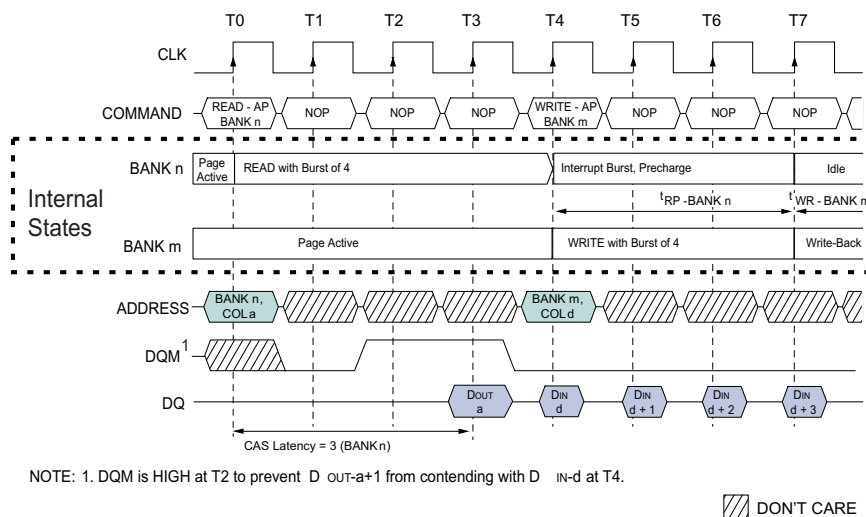 T0 T1 T2 T3 T4 T5 T6 T7
CLK
COMMAND
READ - AP
BANK n
NOP
NOP
NOP
WRITE - AP
BANK m
NOP
NOP
NOP
Internal
States
BANK n
Page
Active
READ with Burst of 4
Interrupt Burst, Precharge
Idle
tRP -BANK n
tWR - BANK m
BANK m
Page Active
WRITE with Burst of 4
Write-Back
ADDRESS
BANK n,
COL a
BANK m,
COL d
DQM1
DQ
DOUT
a
DIN
d
DIN
d + 1
DIN
d + 2
DIN
d + 3
CAS Latency = 3 (BANK n)
NOTE: 1. DQM is HIGH at T2 to prevent D OUT-a+1 from contending with D IN-d at T4.
DON'T CARE